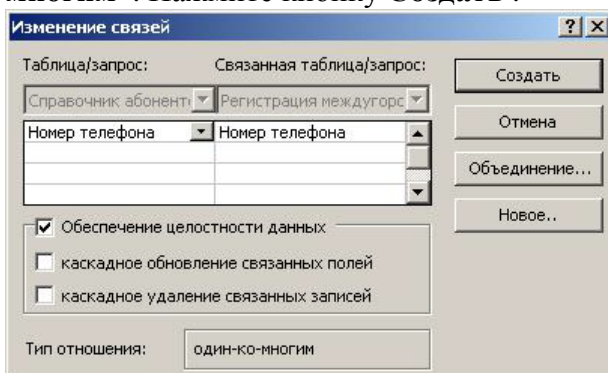 многим". Нажмите кнопку Создать.
Изменение связей
Таблица/запрос: Связанная таблица/запрос:
Справочник абонент Регистрация междугорс
Номер телефона Номер телефона
Обеспечение целостности данных
каскадное обновление связанных полей
каскадное удаление связанных записей
Тип отношения: один-ко-многим
Создать
Отмена
Объединение...
Новое..